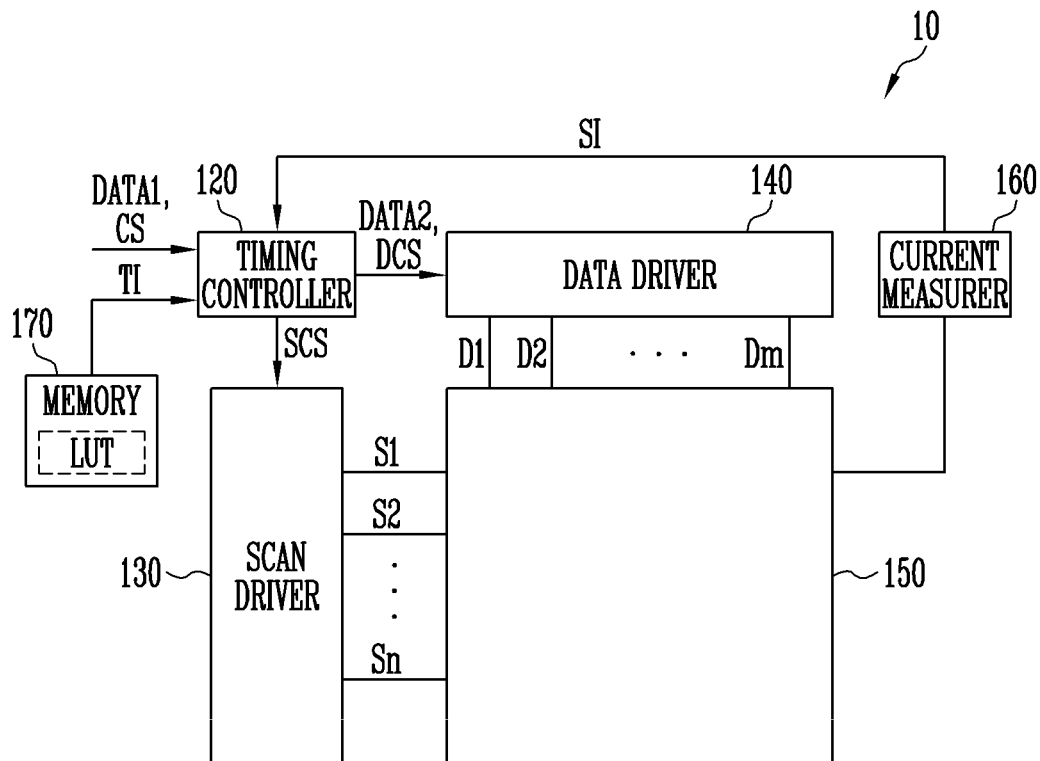 10
SI
DATA1,
CS
120
DATA2,
DCS
140
160
TIMING
CONTROLLER
DATA DRIVER
CURRENT
MEASURER
TI
170
SCS
D1
D2
. . .
Dm
MEMORY
LUT
S1
S2
.
.
.
Sn
130
SCAN
DRIVER
150